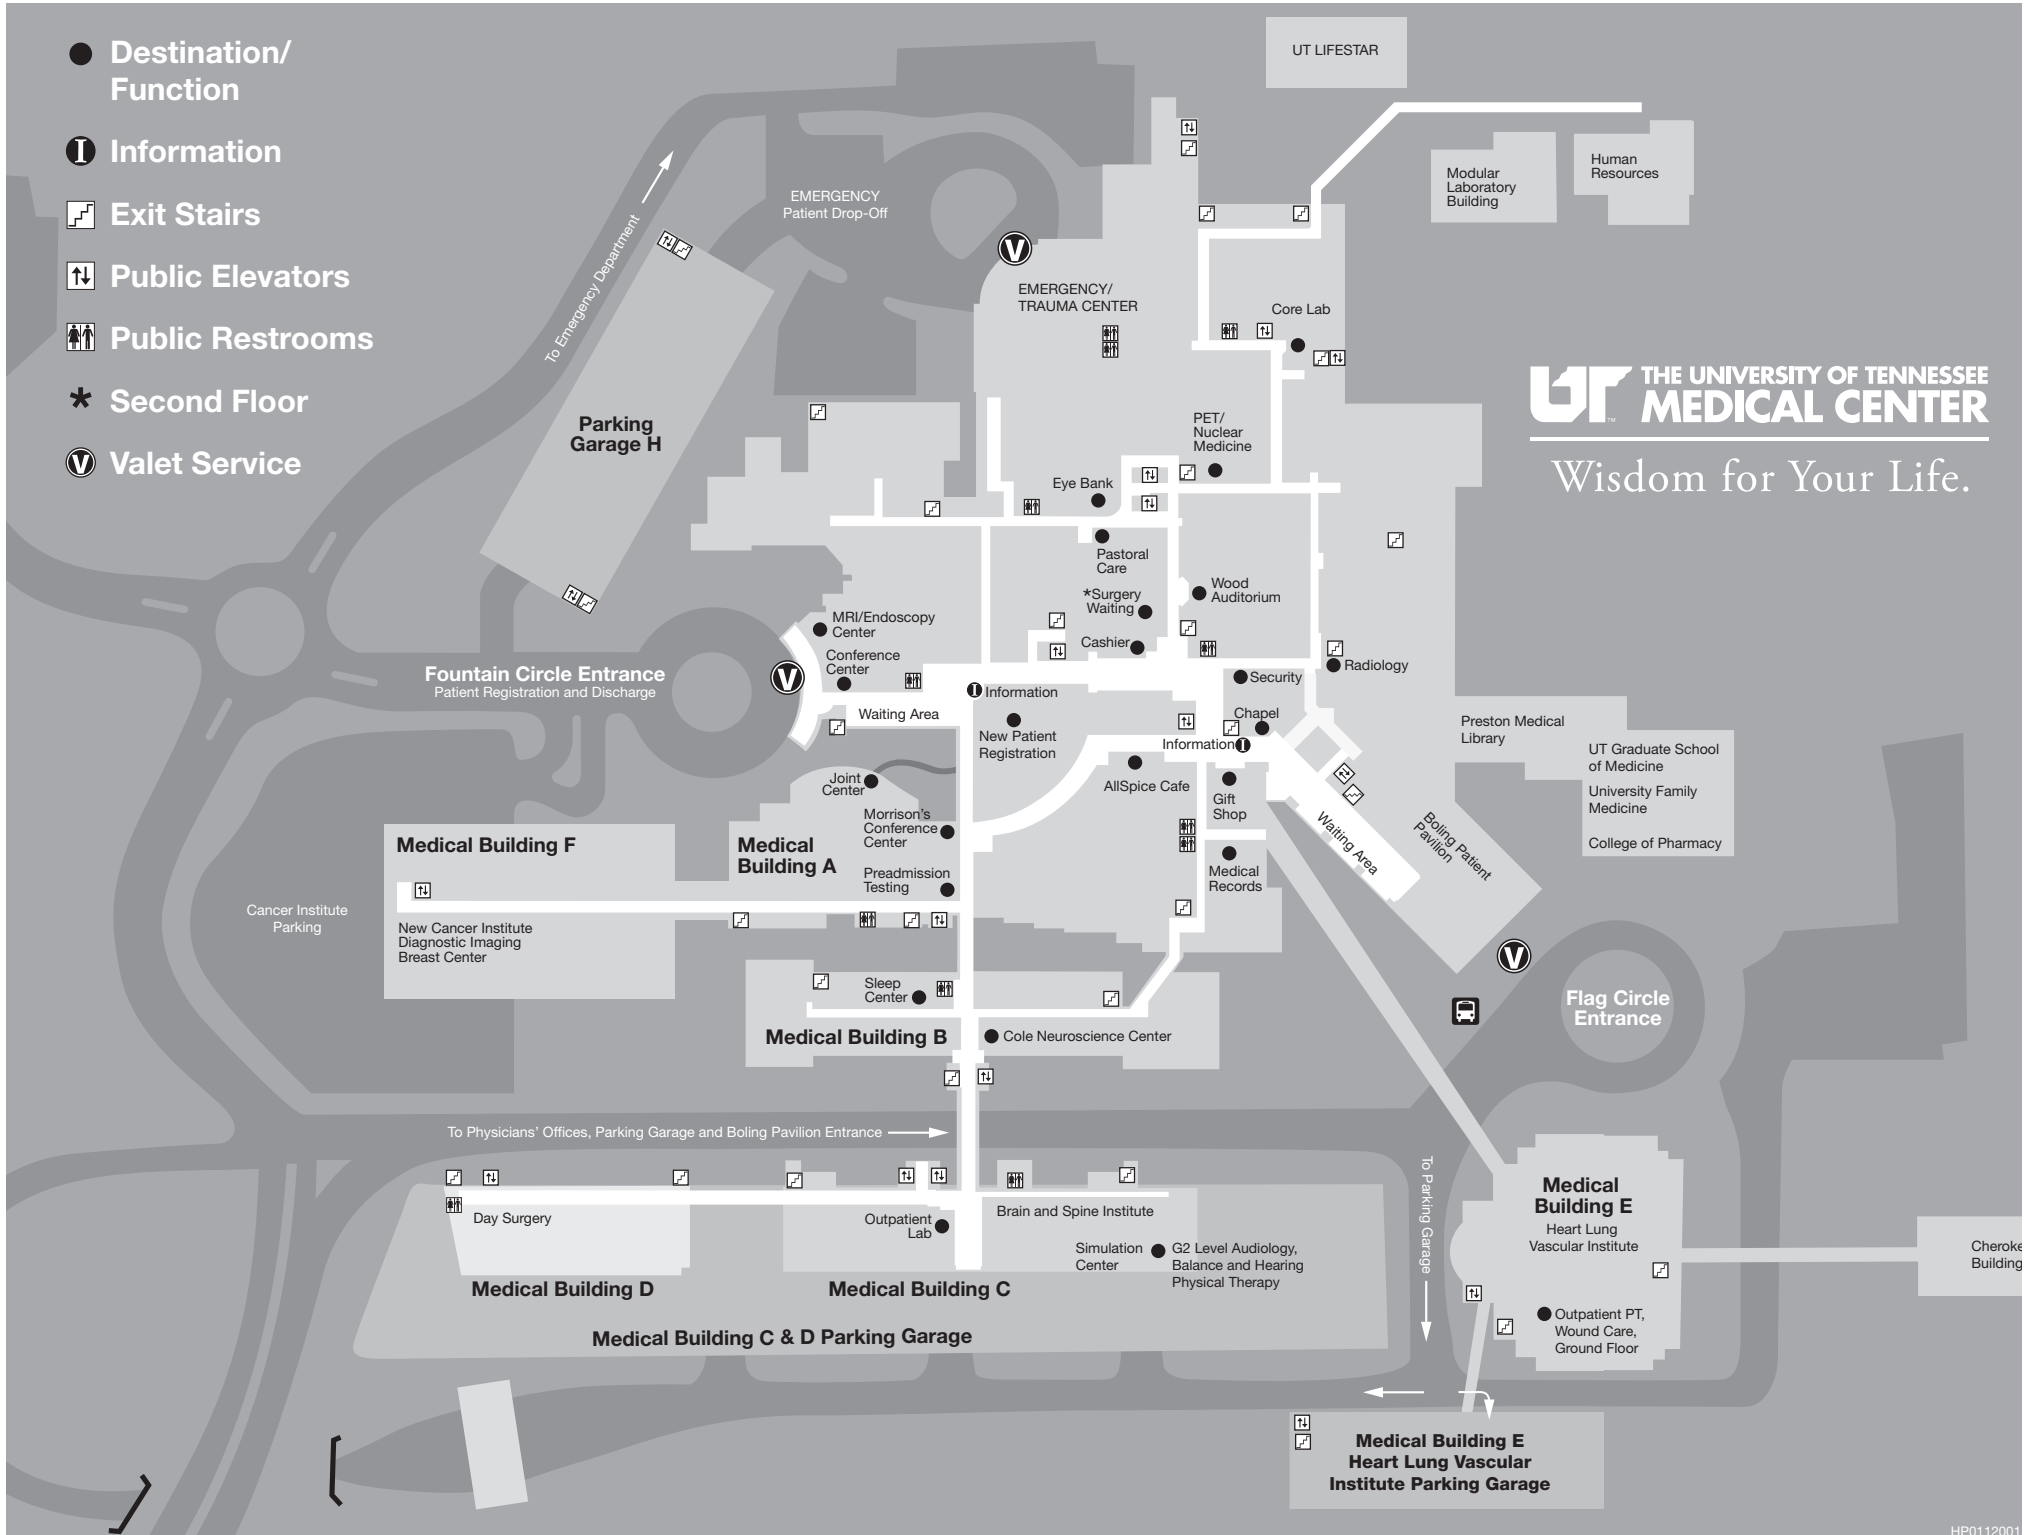 Destination/
Function
I Information
Exit Stairs
Public Elevators
Public Restrooms
* Second Floor
V Valet Service
UT LIFESTAR
Modular
Laboratory
Building
Human
Resources
EMERGENCY
Patient Drop-Off
To Emergency Department
V
EMERGENCY/
TRAUMA CENTER
Core Lab
UT TM
THE UNIVERSITY OF TENNESSEE
MEDICAL CENTER
Wisdom for Your Life.
Parking
Garage H
PET/
Nuclear
Medicine
Eye Bank
Pastoral
Care
*Surgery
Waiting
Wood
Auditorium
Cashier
MRI/Endoscopy
Center
Conference
Center
Fountain Circle Entrance
Patient Registration and Discharge
V
Waiting Area
I Information
New Patient
Registration
Security
Radiology
Chapel
Information I
AllSpice Cafe
Gift
Shop
Preston Medical
Library
UT Graduate School
of Medicine
University Family
Medicine
College of Pharmacy
Joint
Center
Morrison's
Conference
Center
Medical
Building A
Medical Building F
Preadmission
Testing
Medical
Records
Waiting Area
Boling Patient
Pavilion
Cancer Institute
Parking
New Cancer Institute
Diagnostic Imaging
Breast Center
V
Sleep
Center
Flag Circle
Entrance
Medical Building B
Cole Neuroscience Center
To Physicians' Offices, Parking Garage and Boling Pavilion Entrance
To Parking Garage
Medical
Building E
Heart Lung
Vascular Institute
Day Surgery
Outpatient
Lab
Brain and Spine Institute
Simulation
Center
G2 Level Audiology,
Balance and Hearing
Physical Therapy
Cheroke
Building
Medical Building D
Medical Building C
Outpatient PT,
Wound Care,
Ground Floor
Medical Building C & D Parking Garage
Medical Building E
Heart Lung Vascular
Institute Parking Garage
HP0112001